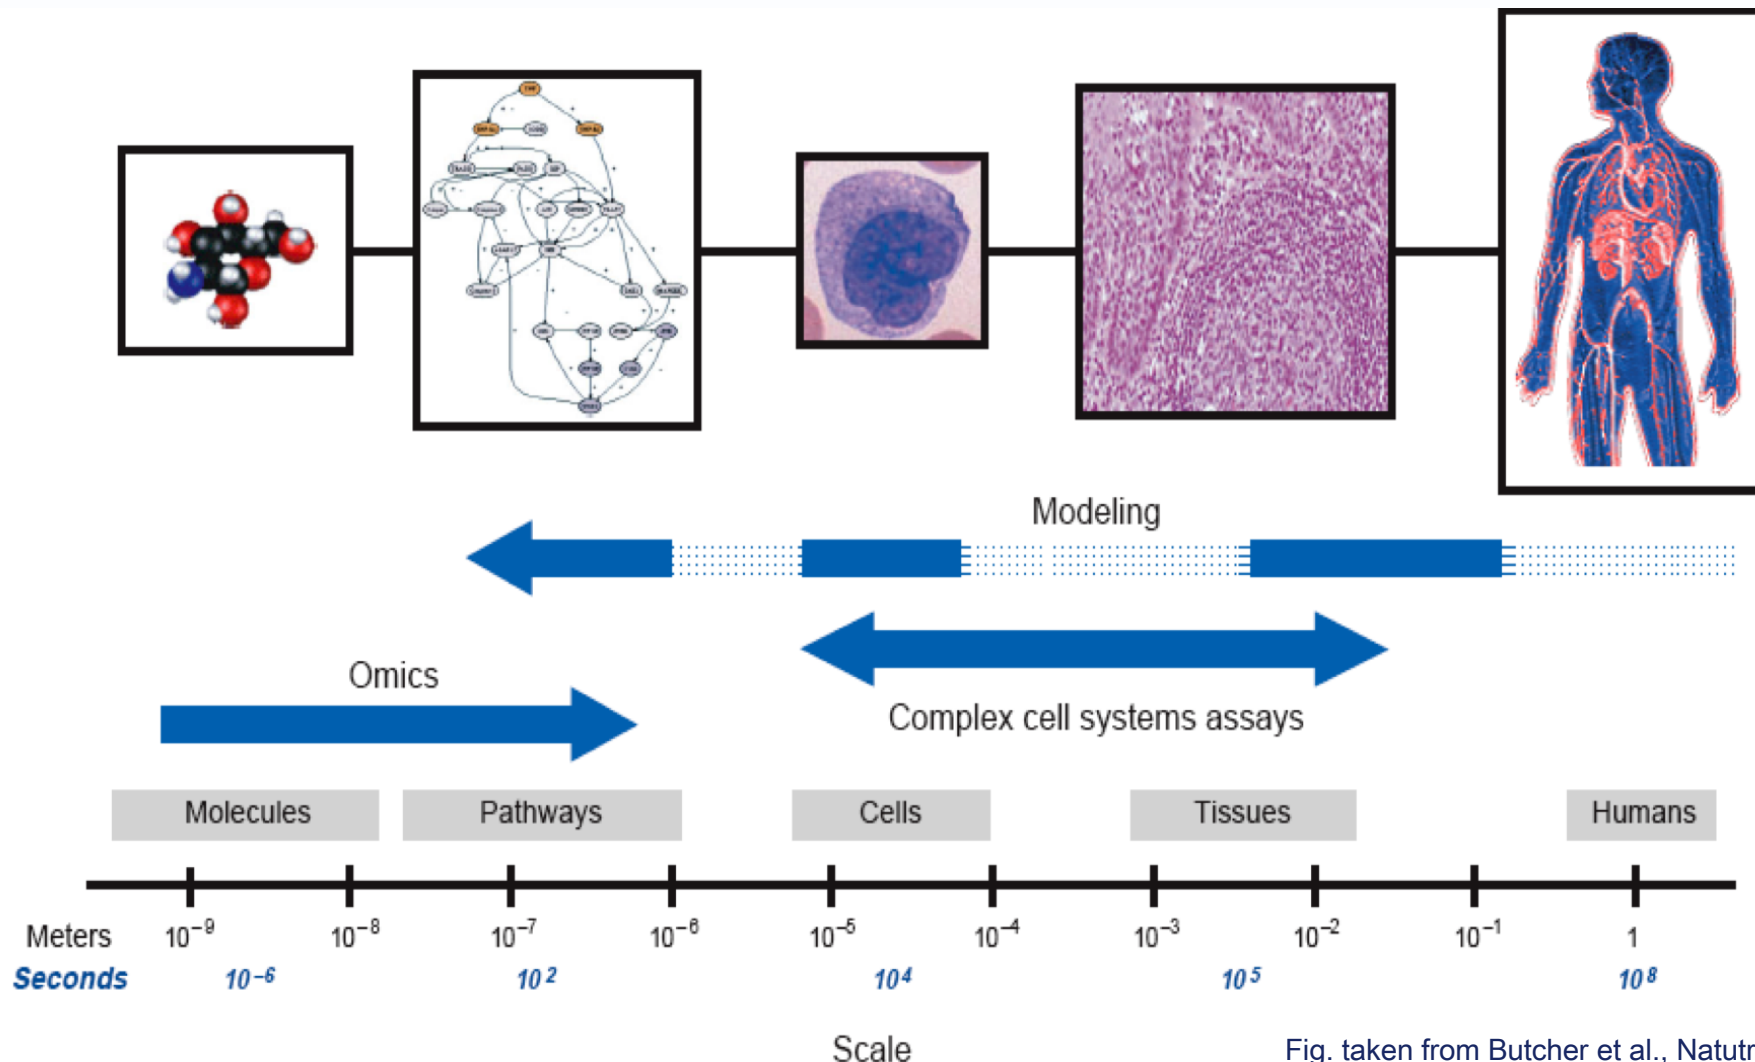 Modeling
Omics
Complex cell systems assays
Molecules Pathways Cells Tissues Humans
Meters 10⁻⁹ 10⁻⁸ 10⁻⁷ 10⁻⁶ 10⁻⁵ 10⁻⁴ 10⁻³ 10⁻² 10⁻¹ 1
Seconds 10⁻⁶ 10² 10⁴ 10⁵ 10⁸
Scale
Fig. taken from Butcher et al., Natutr